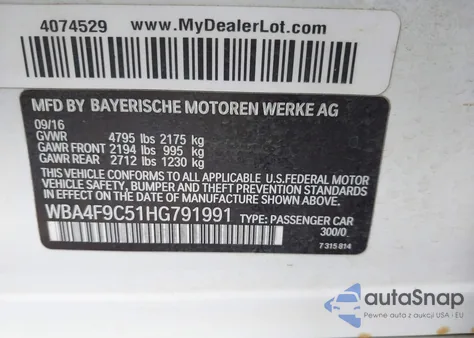 4074529 www.MyDealerLot.com
MFD BY BAYERISCHE MOTOREN WERKE AG
09/16
GVWR 4795 lbs 2175 kg
GAWR FRONT 2194 lbs 995 kg
GAWR REAR 2712 lbs 1230 kg
THIS VEHICLE CONFORMS TO ALL APPLICABLE U.S.FEDERAL MOTOR
VEHICLE SAFETY, BUMPER AND THEFT PREVENTION STANDARDS
IN EFFECT ON THE DATE OF MANUFACTURE SHOWN ABOVE.
WBA4F9C51HG791991 TYPE: PASSENGER CAR
300/0
7 315 814
autoSnap
Pewne auto z aukcji USA - EU